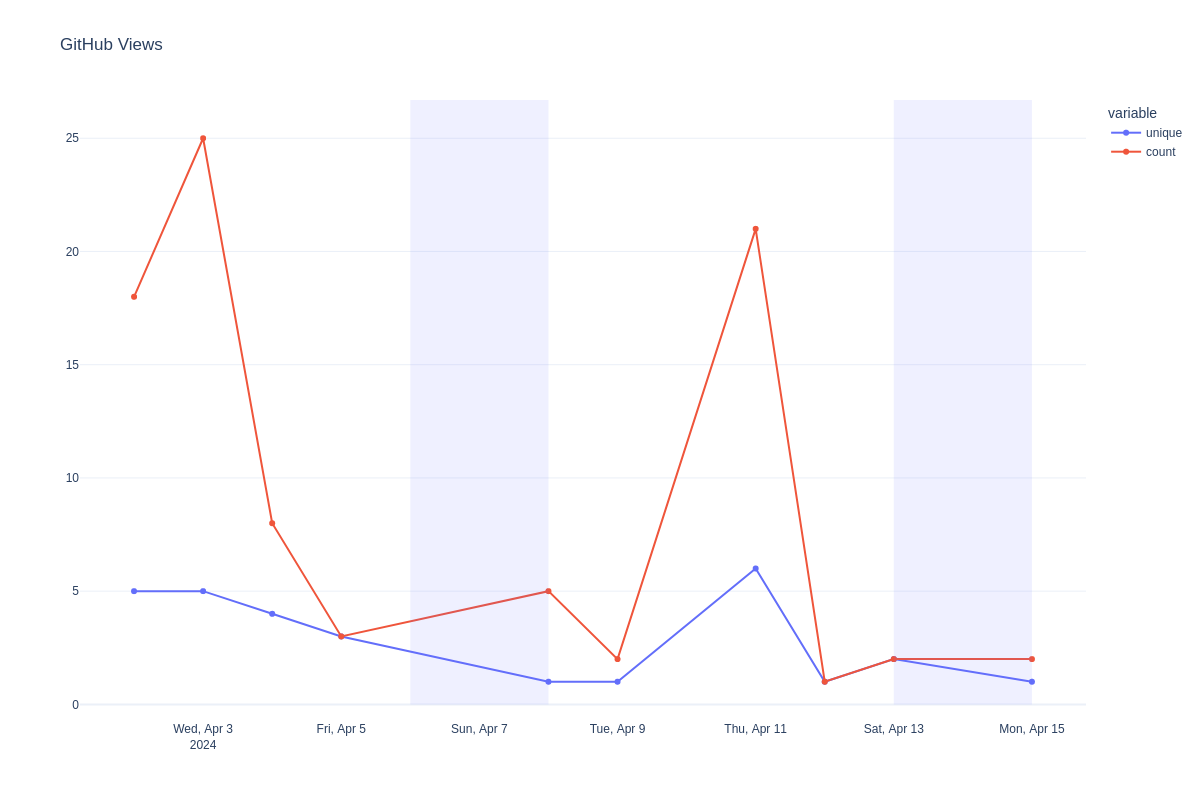 GitHub Views
variable
unique
count
25
20
15
10
5
0
Wed, Apr 3
2024
Fri, Apr 5
Sun, Apr 7
Tue, Apr 9
Thu, Apr 11
Sat, Apr 13
Mon, Apr 15